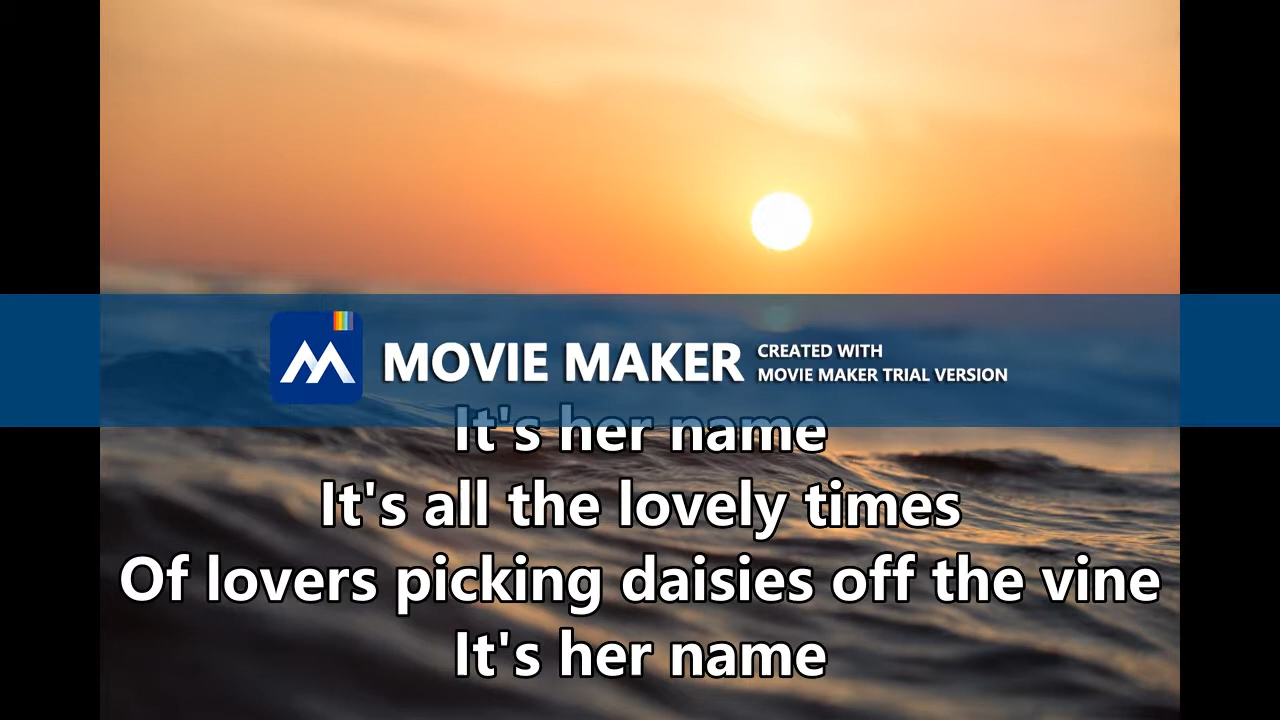 MOVIE MAKER
CREATED WITH
MOVIE MAKER TRIAL VERSION
It's her name
It's all the lovely times
Of lovers picking daisies off the vine
It's her name